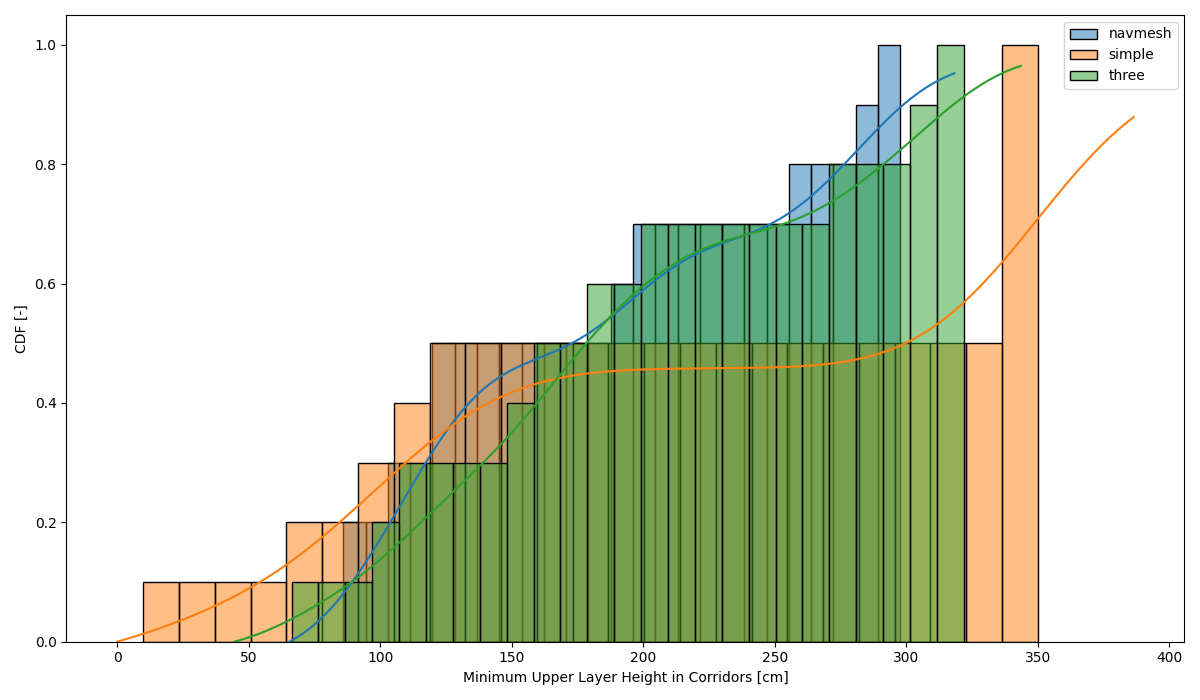 navmesh
simple
three
CDF [-]
1.0
0.8
0.6
0.4
0.2
0.0
0 50 100 150 200 250 300 350 400
Minimum Upper Layer Height in Corridors [cm]